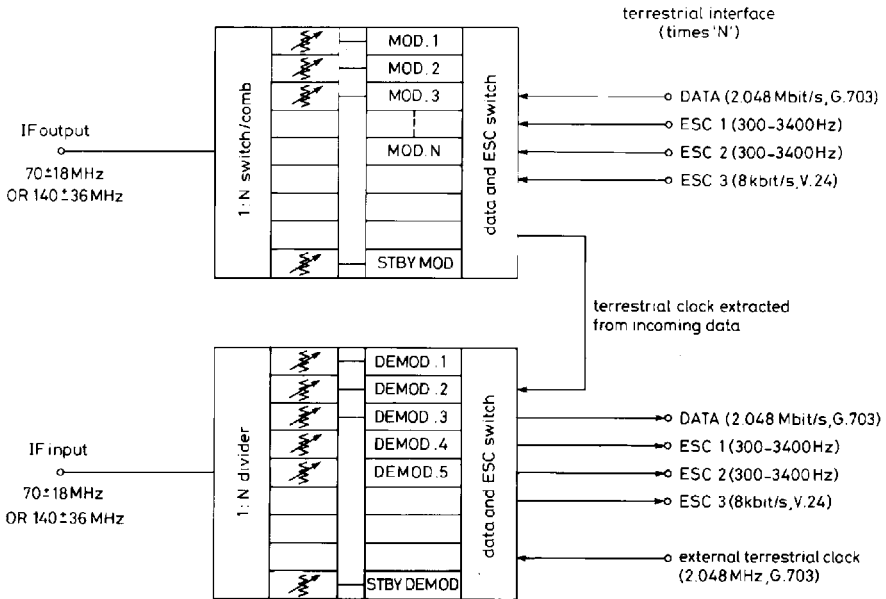 terrestrial interface
(times 'N')
IF output
70±18MHz
OR 140±36MHz
1:N switch/comb
MOD.1
MOD.2
MOD.3
MOD.N
STBY MOD
data and ESC switch
DATA (2.048 Mbit/s,G.703)
ESC 1 (300-3400Hz)
ESC 2 (300-3400Hz)
ESC 3 (8kbit/s,V.24)
terrestrial clock extracted
from incoming data
IF input
70±18MHz
OR 140±36MHz
1:N divider
DEMOD.1
DEMOD.2
DEMOD.3
DEMOD.4
DEMOD.5
STBY DEMOD
data and ESC switch
DATA (2.048 Mbit/s,G.703)
ESC 1 (300-3400Hz)
ESC 2 (300-3400Hz)
ESC 3 (8kbit/s,V.24)
external terrestrial clock
(2.048MHz,G.703)